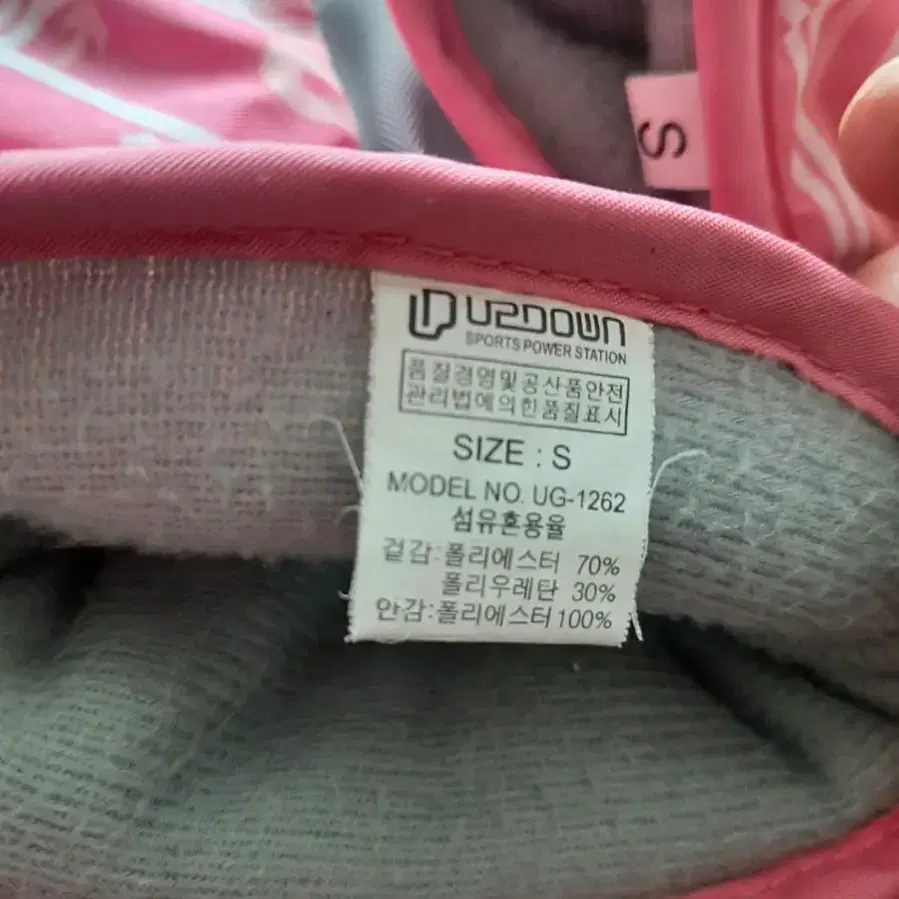 S
UPDOWN
SPORTS POWER STATION
품질경영및공산품안전
관리법에의한품질표시
SIZE : S
MODEL NO. UG-1262
섬유혼용율
겉감:폴리에스터 70%
폴리우레탄 30%
안감:폴리에스터100%